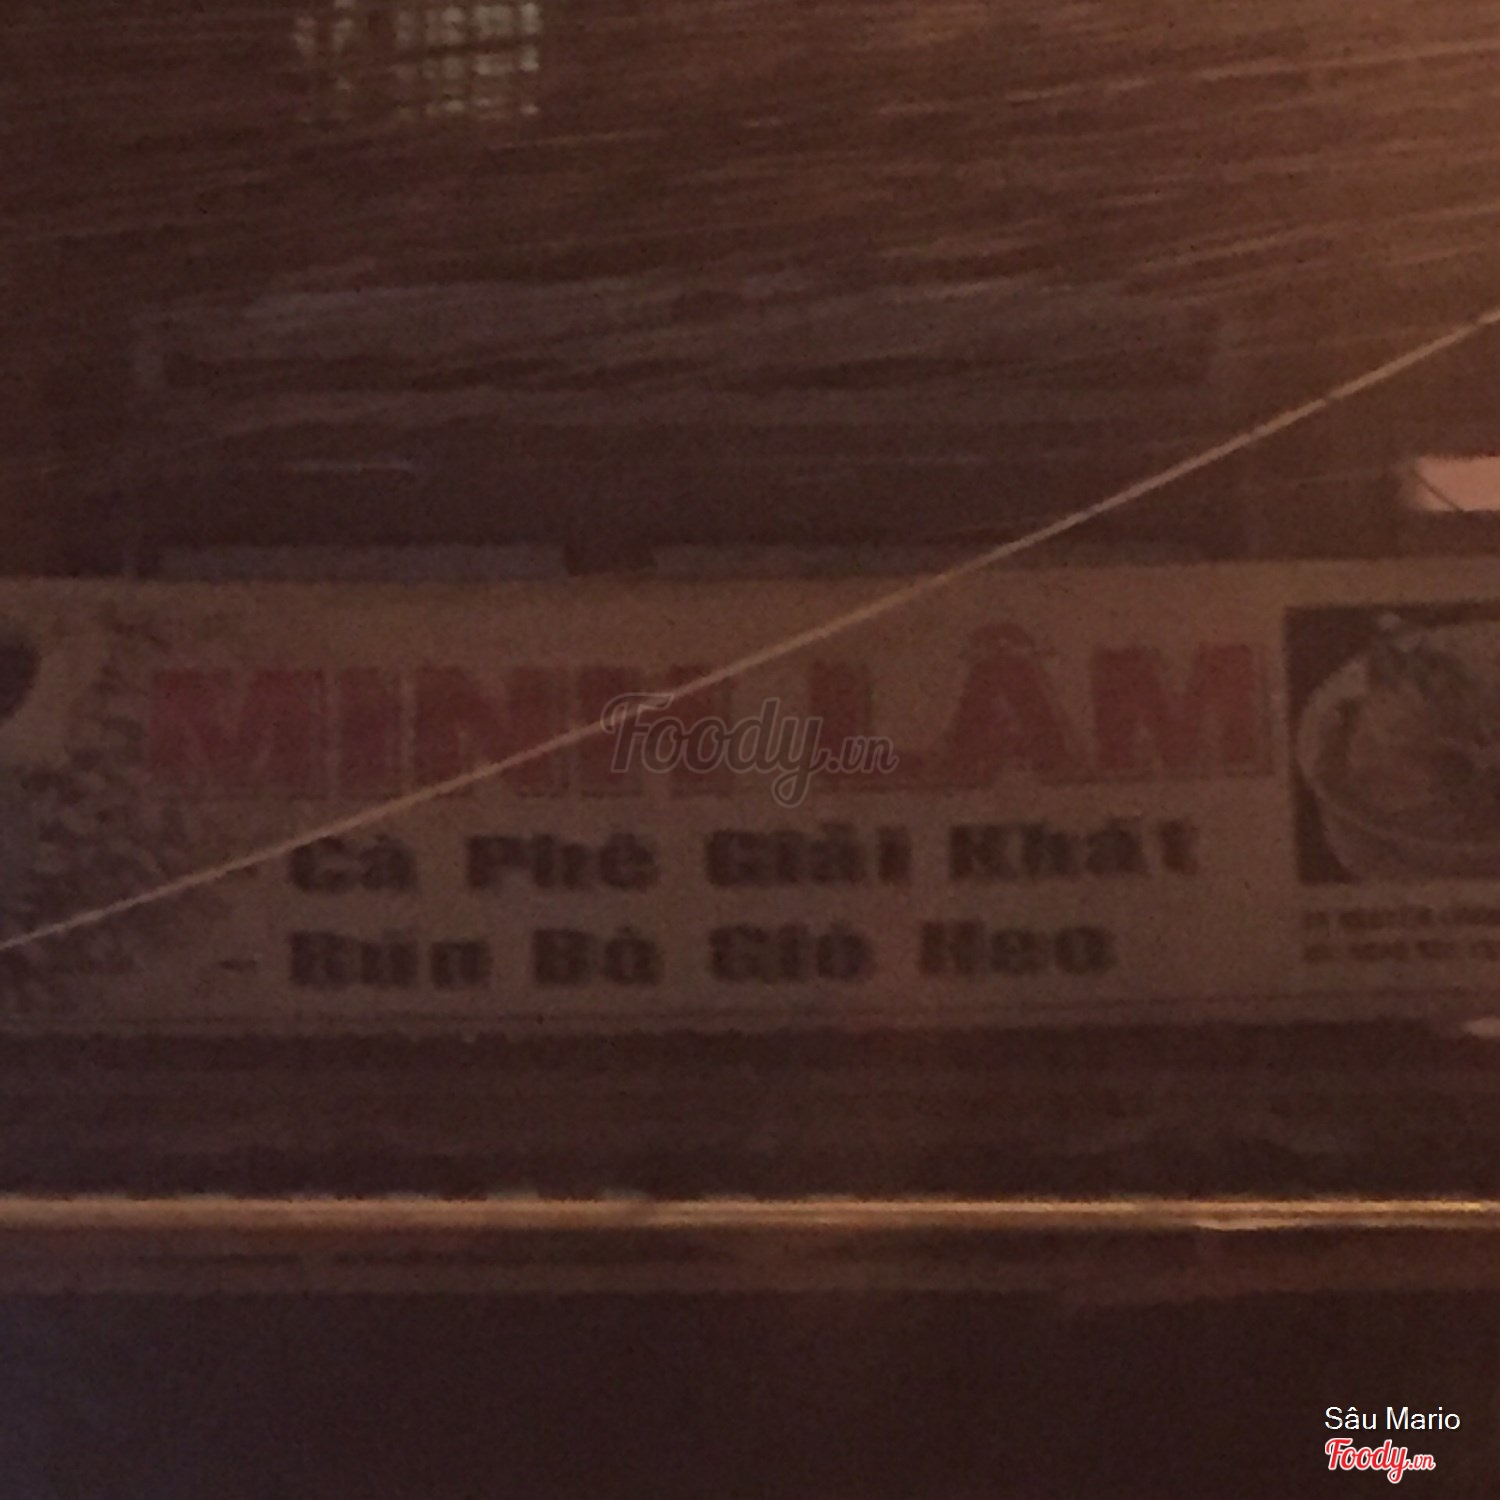 MINH LÂM
- Cà Phê Giải Khát
- Bún Bò Giò Heo
Foody.vn
Sâu Mario
Foody.vn